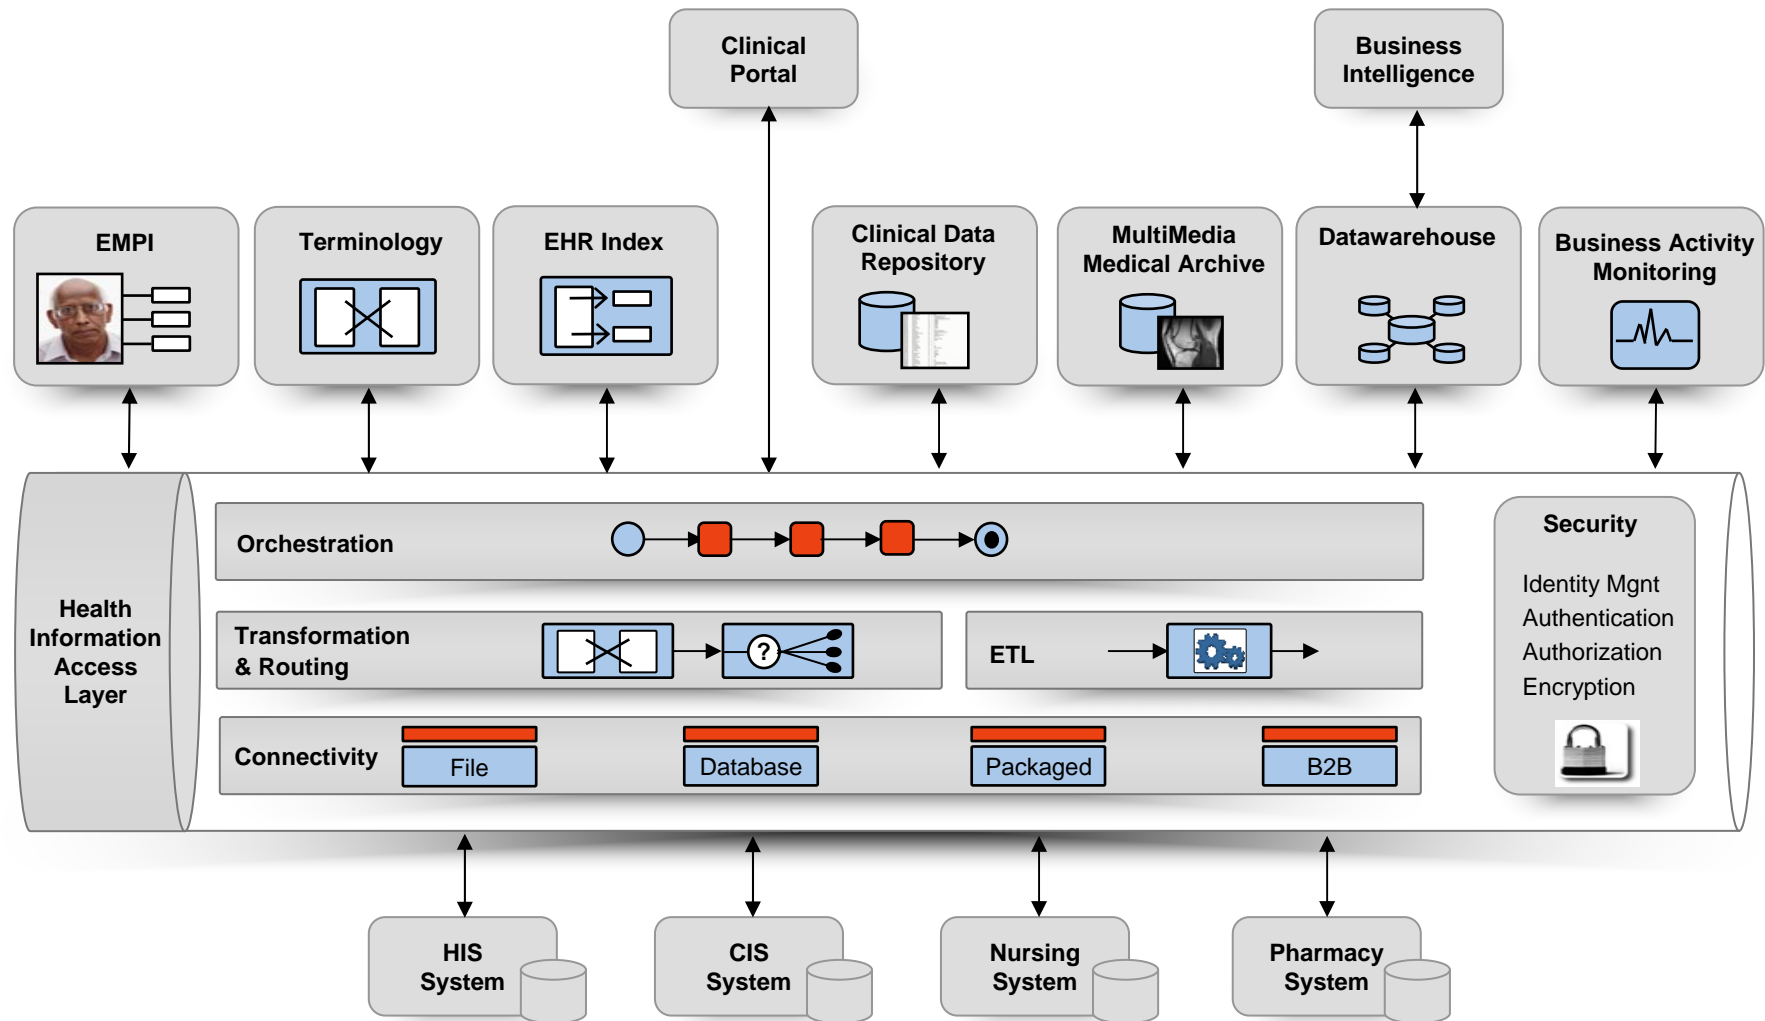 Clinical
Portal
Business
Intelligence
EMPI
Terminology
EHR Index
Clinical Data
Repository
MultiMedia
Medical Archive
Datawarehouse
Business Activity
Monitoring
Health
Information
Access
Layer
Orchestration
Transformation
& Routing
?
ETL
Connectivity
File
Database
Packaged
B2B
Security
Identity Mgnt
Authentication
Authorization
Encryption
HIS
System
CIS
System
Nursing
System
Pharmacy
System